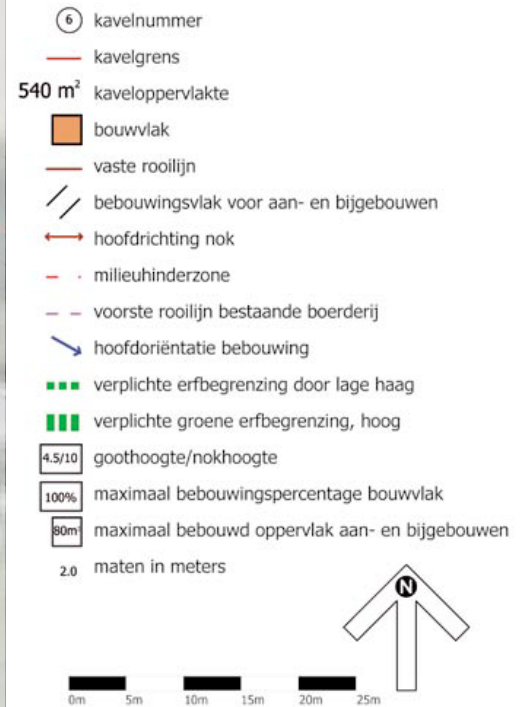 6 kavelnummer
kavelgrens
540 m² kaveloppervlakte
bouwvlak
vaste rooilijn
bebouwingsvlak voor aan- en bijgebouwen
hoofdrichting nok
milieuhinderzone
voorste rooilijn bestaande boerderij
hoofdoriëntatie bebouwing
verplichte erfbegrenzing door lage haag
verplichte groene erfbegrenzing, hoog
4.5/10 goothoogte/nokhoogte
100% maximaal bebouwingspercentage bouwvlak
80m² maximaal bebouwd oppervlak aan- en bijgebouwen
2.0 maten in meters
N
0m 5m 10m 15m 20m 25m